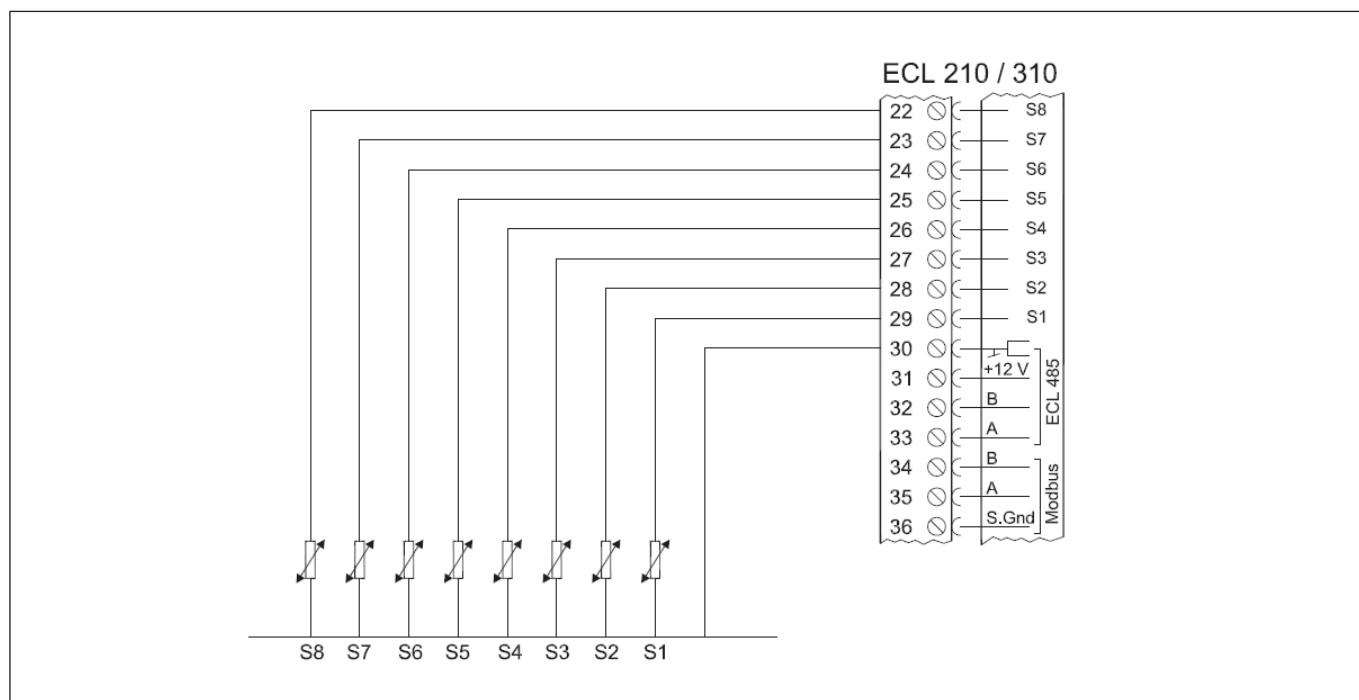 ECL 210 / 310
22 S8
23 S7
24 S6
25 S5
26 S4
27 S3
28 S2
29 S1
30
31 +12 V
32 B
33 A
ECL 485
34 B
35 A
36 S.Gnd
Modbus
S8 S7 S6 S5 S4 S3 S2 S1